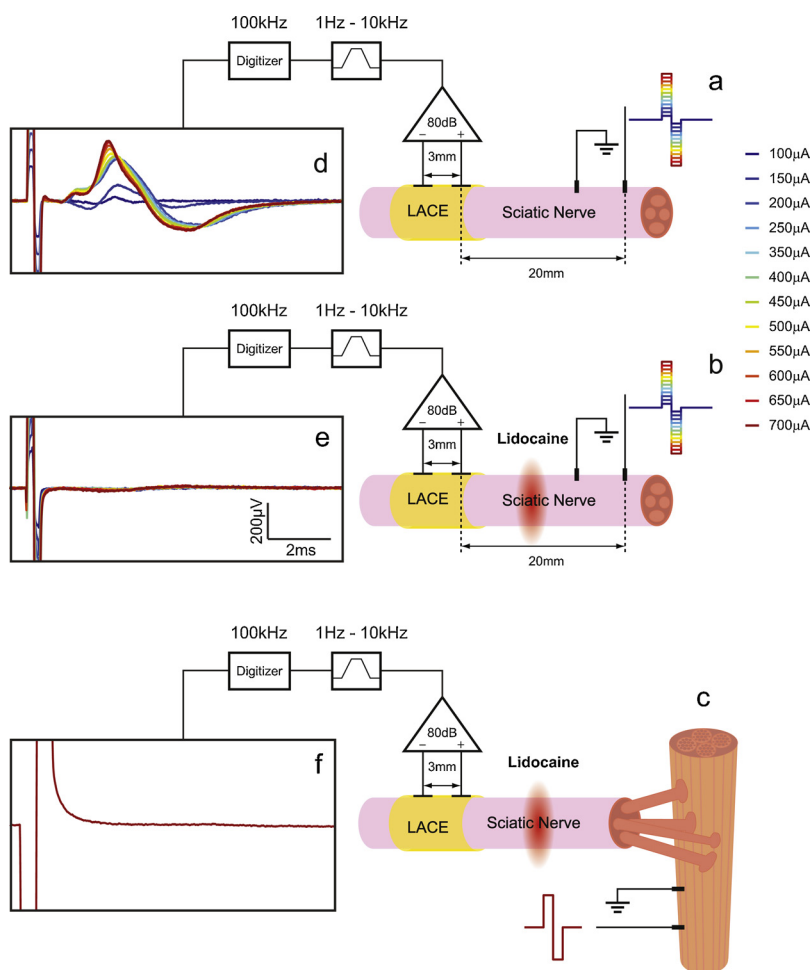 100kHz 1Hz - 10kHz
Digitizer
a
80dB
- +
3mm
d
LACE Sciatic Nerve
20mm
100µA
150µA
200µA
250µA
350µA
400µA
450µA
500µA
550µA
600µA
650µA
700µA
100kHz 1Hz - 10kHz
Digitizer
b
80dB
- +
3mm
Lidocaine
e
LACE Sciatic Nerve
200µV
2ms
20mm
100kHz 1Hz - 10kHz
Digitizer
c
80dB
- +
3mm
Lidocaine
f
LACE Sciatic Nerve